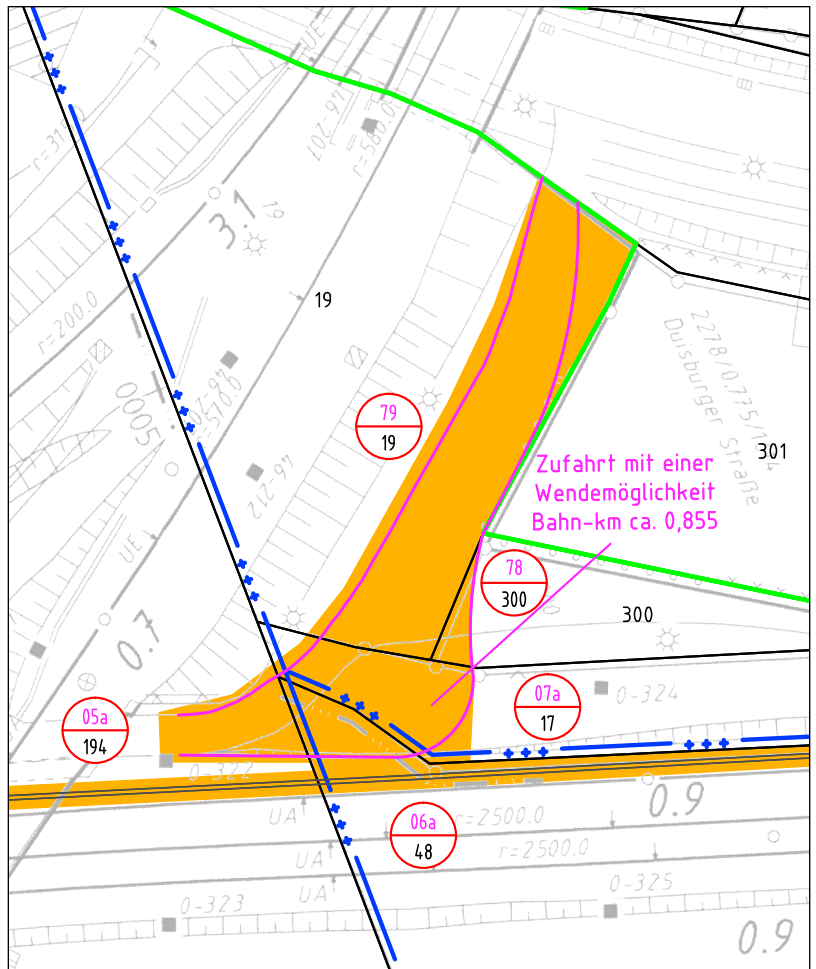 UE
r=31
46-207
r=580.0
3.1
19
r=200.0
19
2278/0.775/1
Duisburger Straße
5000
79
19
301
Zufahrt mit einer
Wendemöglichkeit
Bahn-km ca. 0,855
46-212
UE
78
300
300
0.7
05a
194
07a
17
0-324
0-322
0.9
UA
06a
48
r=2500.0
UA
r=2500.0
UA
0-323
0-325
0.9